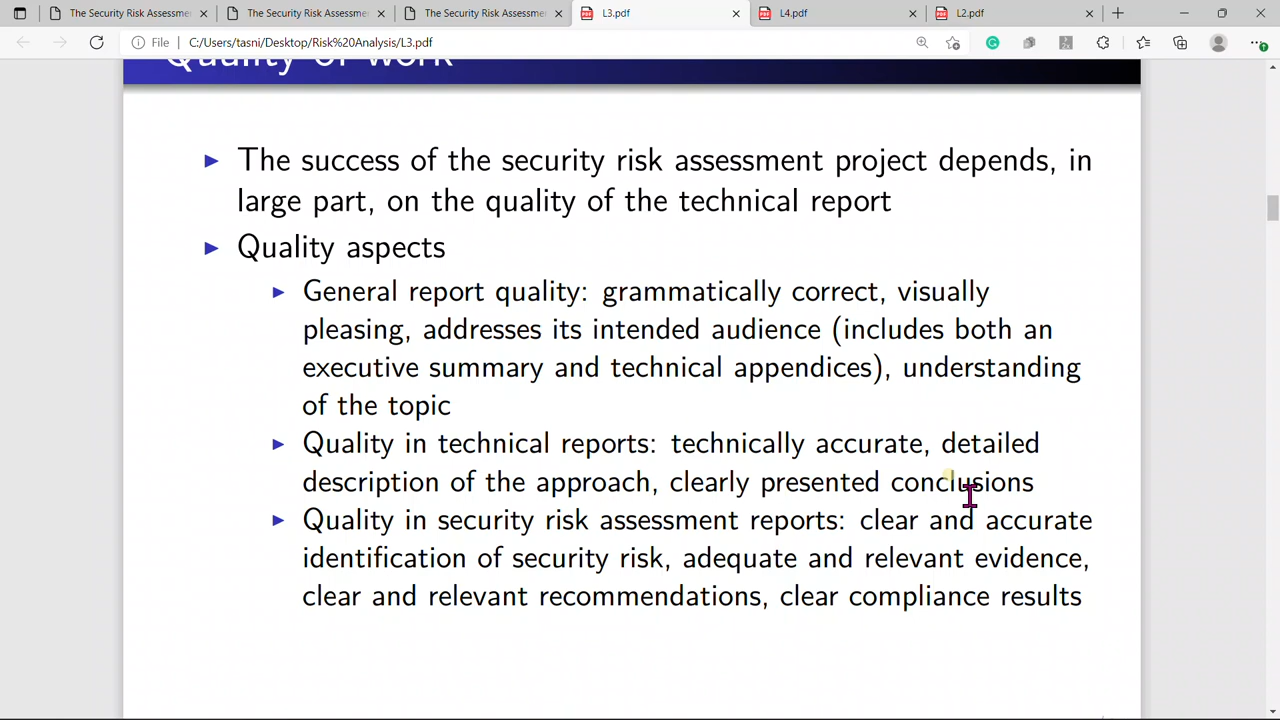 The Security Risk Assessme
The Security Risk Assessme
The Security Risk Assessme
L3.pdf
L4.pdf
L2.pdf
File
C:/Users/tasni/Desktop/Risk%20Analysis/L3.pdf
Quality of work
The success of the security risk assessment project depends, in
large part, on the quality of the technical report
Quality aspects
General report quality: grammatically correct, visually
pleasing, addresses its intended audience (includes both an
executive summary and technical appendices), understanding
of the topic
Quality in technical reports: technically accurate, detailed
description of the approach, clearly presented conclusions
Quality in security risk assessment reports: clear and accurate
identification of security risk, adequate and relevant evidence,
clear and relevant recommendations, clear compliance results